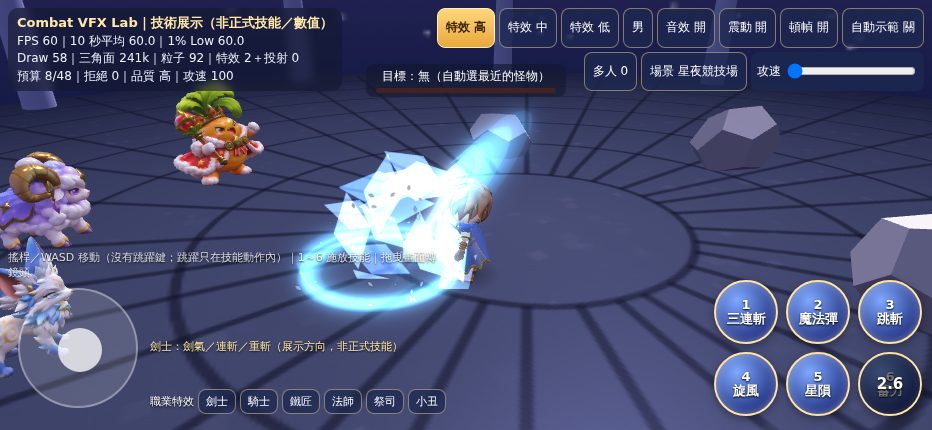 Combat VFX Lab｜技術展示（非正式技能／數值）
FPS 60｜10 秒平均 60.0｜1% Low 60.0
Draw 58｜三角面 241k｜粒子 92｜特效 2＋投射 0
預算 8/48｜拒絕 0｜品質 高｜攻速 100
特效 高
特效 中
特效 低
男
音效 開
震動 開
頓幀 開
自動示範 關
目標：無（自動選最近的怪物）
多人 0
場景 星夜競技場
攻速
搖桿／WASD 移動（沒有跳躍鍵；跳躍只在技能動作內）｜1～6 施放技能｜拖曳畫面轉
鏡頭
1
三連斬
2
魔法彈
3
跳斬
劍士：劍氣／連斬／重斬（展示方向，非正式技能）
4
旋風
5
星隕
2.6
職業特效
劍士
騎士
鐵匠
法師
祭司
小丑